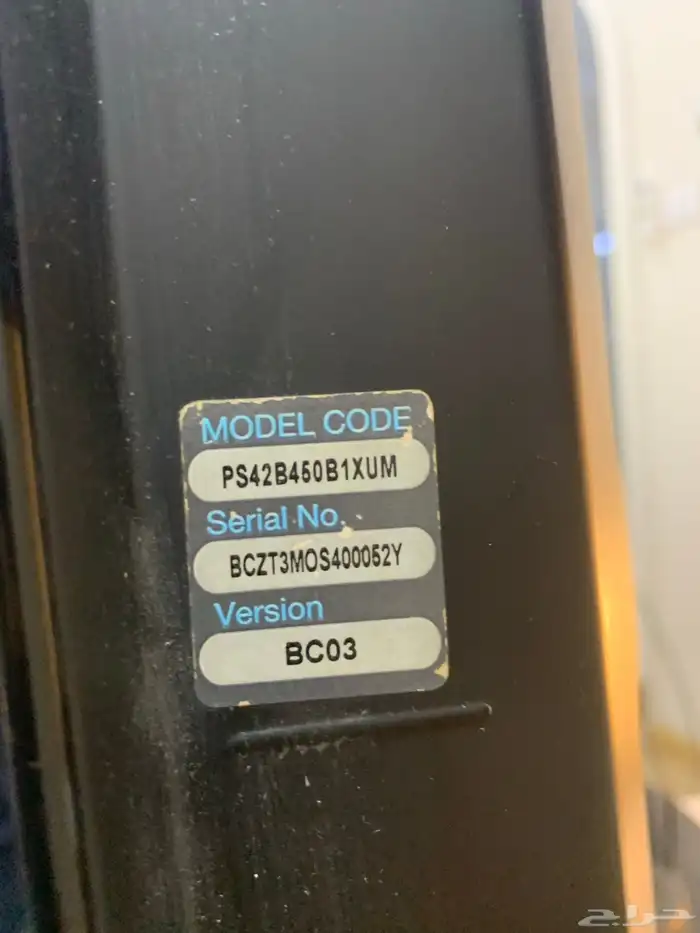 MODEL CODE
PS42B450B1XUM
Serial No.
BCZT3MOS400052Y
Version
BC03
حراج